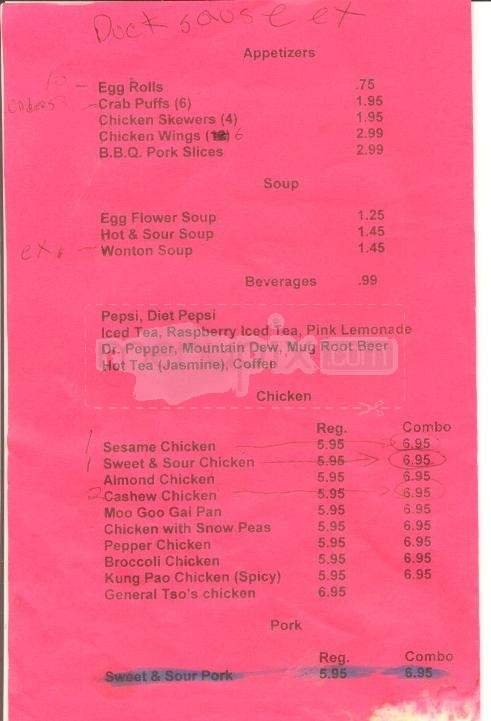 Duck sause ex
Appetizers
10 - Egg Rolls .75
orders Crab Puffs (6) 1.95
Chicken Skewers (4) 1.95
Chicken Wings (12) 6 2.99
B.B.Q. Pork Slices 2.99
Soup
Egg Flower Soup 1.25
Hot & Sour Soup 1.45
ex. - Wonton Soup 1.45
Beverages .99
Pepsi, Diet Pepsi
Iced Tea, Raspberry Iced Tea, Pink Lemonade
Dr. Pepper, Mountain Dew, Mug Root Beer
Hot Tea (Jasmine), Coffee
Chicken
Reg. Combo
1 Sesame Chicken 5.95 6.95
1 Sweet & Sour Chicken 5.95 6.95
Almond Chicken 5.95 6.95
2 Cashew Chicken 5.95 6.95
Moo Goo Gai Pan 5.95 6.95
Chicken with Snow Peas 5.95 6.95
Pepper Chicken 5.95 6.95
Broccoli Chicken 5.95 6.95
Kung Pao Chicken (Spicy) 5.95 6.95
General Tso's chicken 6.95
Pork
Reg. Combo
Sweet & Sour Pork 5.95 6.95